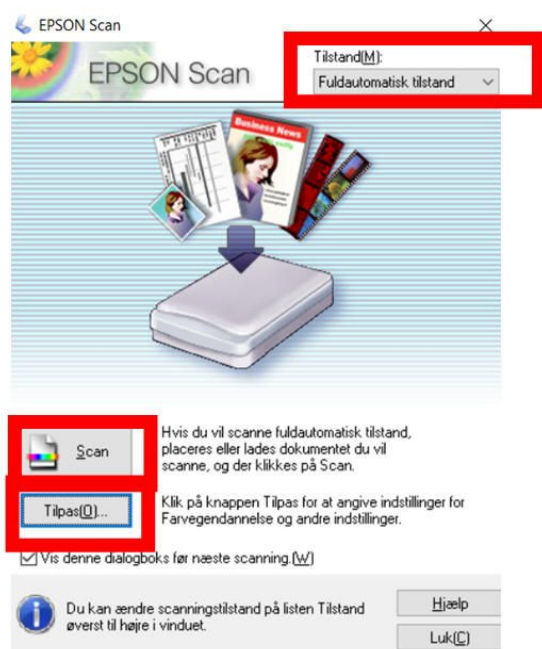 EPSON Scan
EPSON Scan
Tilstand(M):
Fuldautomatisk tilstand
Business News
Scan
Hvis du vil scanne fuldautomatisk tilstand,
placeres eller lades dokumentet du vil
scanne, og der klikkes på Scan.
Tilpas(O)...
Klik på knappen Tilpas for at angive indstillinger for
Farvegendannelse og andre indstillinger.
Vis denne dialogboks før næste scanning.(W)
Du kan ændre scanningstilstand på listen Tilstand
øverst til højre i vinduet.
Hjælp
Luk(C)